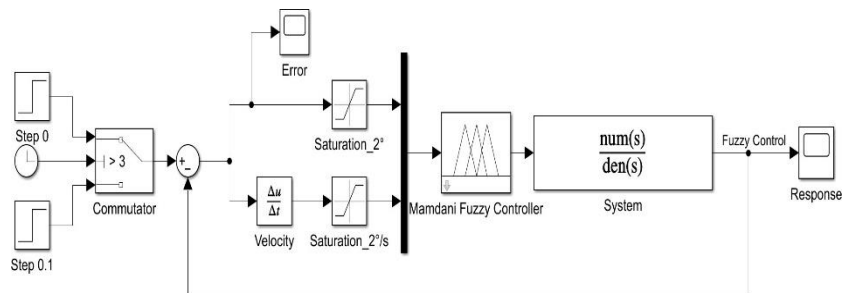 Error
Step 0
> 3
Commutator
Step 0.1
+
-
Saturation_2°
Δu
Δt
Velocity
Saturation_2°/s
Mamdani Fuzzy Controller
num(s)
den(s)
System
Fuzzy Control
Response